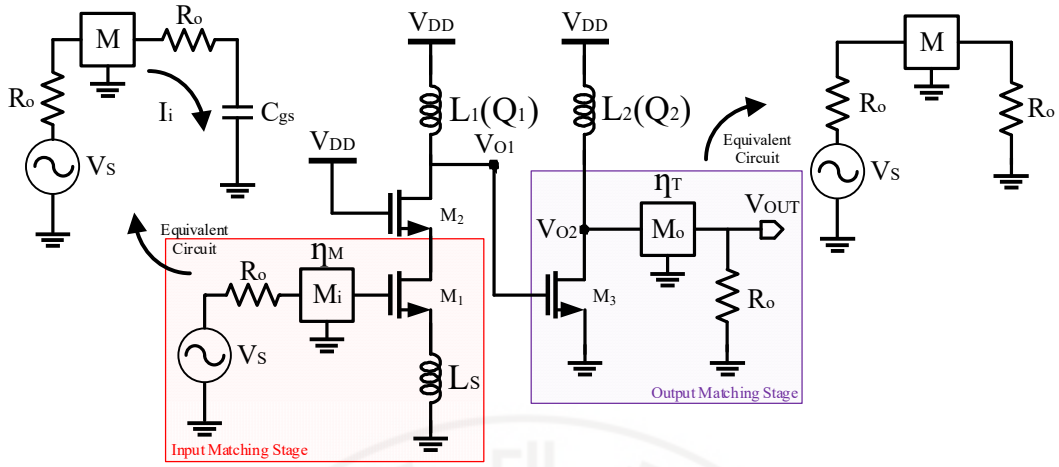 Ro
M
Ii
Ro
Cgs
VS
Equivalent
Circuit
VDD
L1(Q1)
VO1
VDD
M2
ηM
Ro
Mi
M1
VS
LS
Input Matching Stage
VDD
L2(Q2)
Equivalent
Circuit
ηT
VO2
Mo
VOUT
M3
Ro
Output Matching Stage
M
Ro
Ro
VS